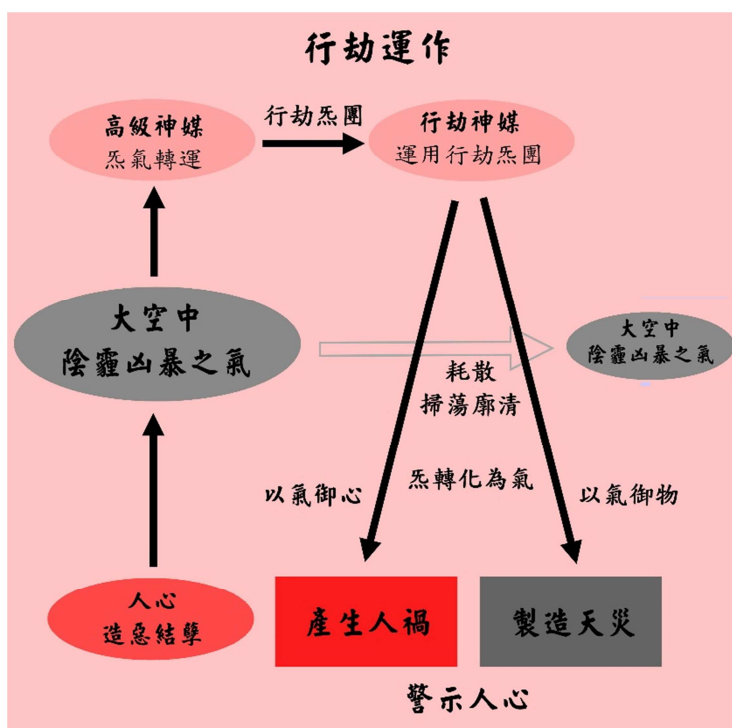 行劫運作
高級神媒
炁氣轉運
行劫炁團
行劫神媒
運用行劫炁團
大空中
陰霾凶暴之氣
大空中
陰霾凶暴之氣
耗散
掃蕩廓清
以氣御心
炁轉化為氣
以氣御物
人心
造惡結孽
產生人禍
製造天災
警示人心